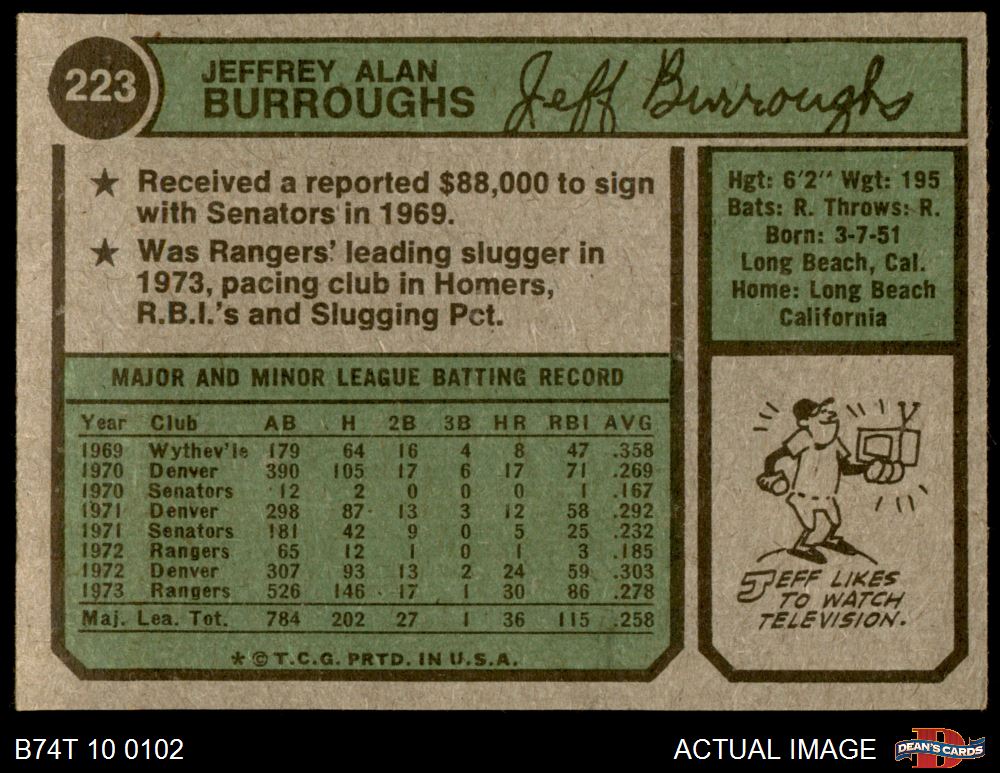 223
JEFFREY ALAN
BURROUGHS
Jeff Burroughs
★ Received a reported $88,000 to sign
with Senators in 1969.
★ Was Rangers' leading slugger in
1973, pacing club in Homers,
R.B.I.'s and Slugging Pct.
Hgt: 6'2" Wgt: 195
Bats: R. Throws: R.
Born: 3-7-51
Long Beach, Cal.
Home: Long Beach
California
MAJOR AND MINOR LEAGUE BATTING RECORD
Year Club AB H 2B 3B HR RBI AVG
1969 Wythev'le 179 64 16 4 8 47 .358
1970 Denver 390 105 17 6 17 71 .269
1970 Senators 12 2 0 0 0 1 .167
1971 Denver 298 87 13 3 12 58 .292
1971 Senators 181 42 9 0 5 25 .232
1972 Rangers 65 12 1 0 1 3 .185
1972 Denver 307 93 13 2 24 59 .303
1973 Rangers 526 146 17 1 30 86 .278
Maj. Lea. Tot. 784 202 27 1 36 115 .258
* © T.C.G. PRTD. IN U.S.A.
JEFF LIKES
TO WATCH
TELEVISION.
B74T 10 0102
ACTUAL IMAGE
DEAN'S CARDS